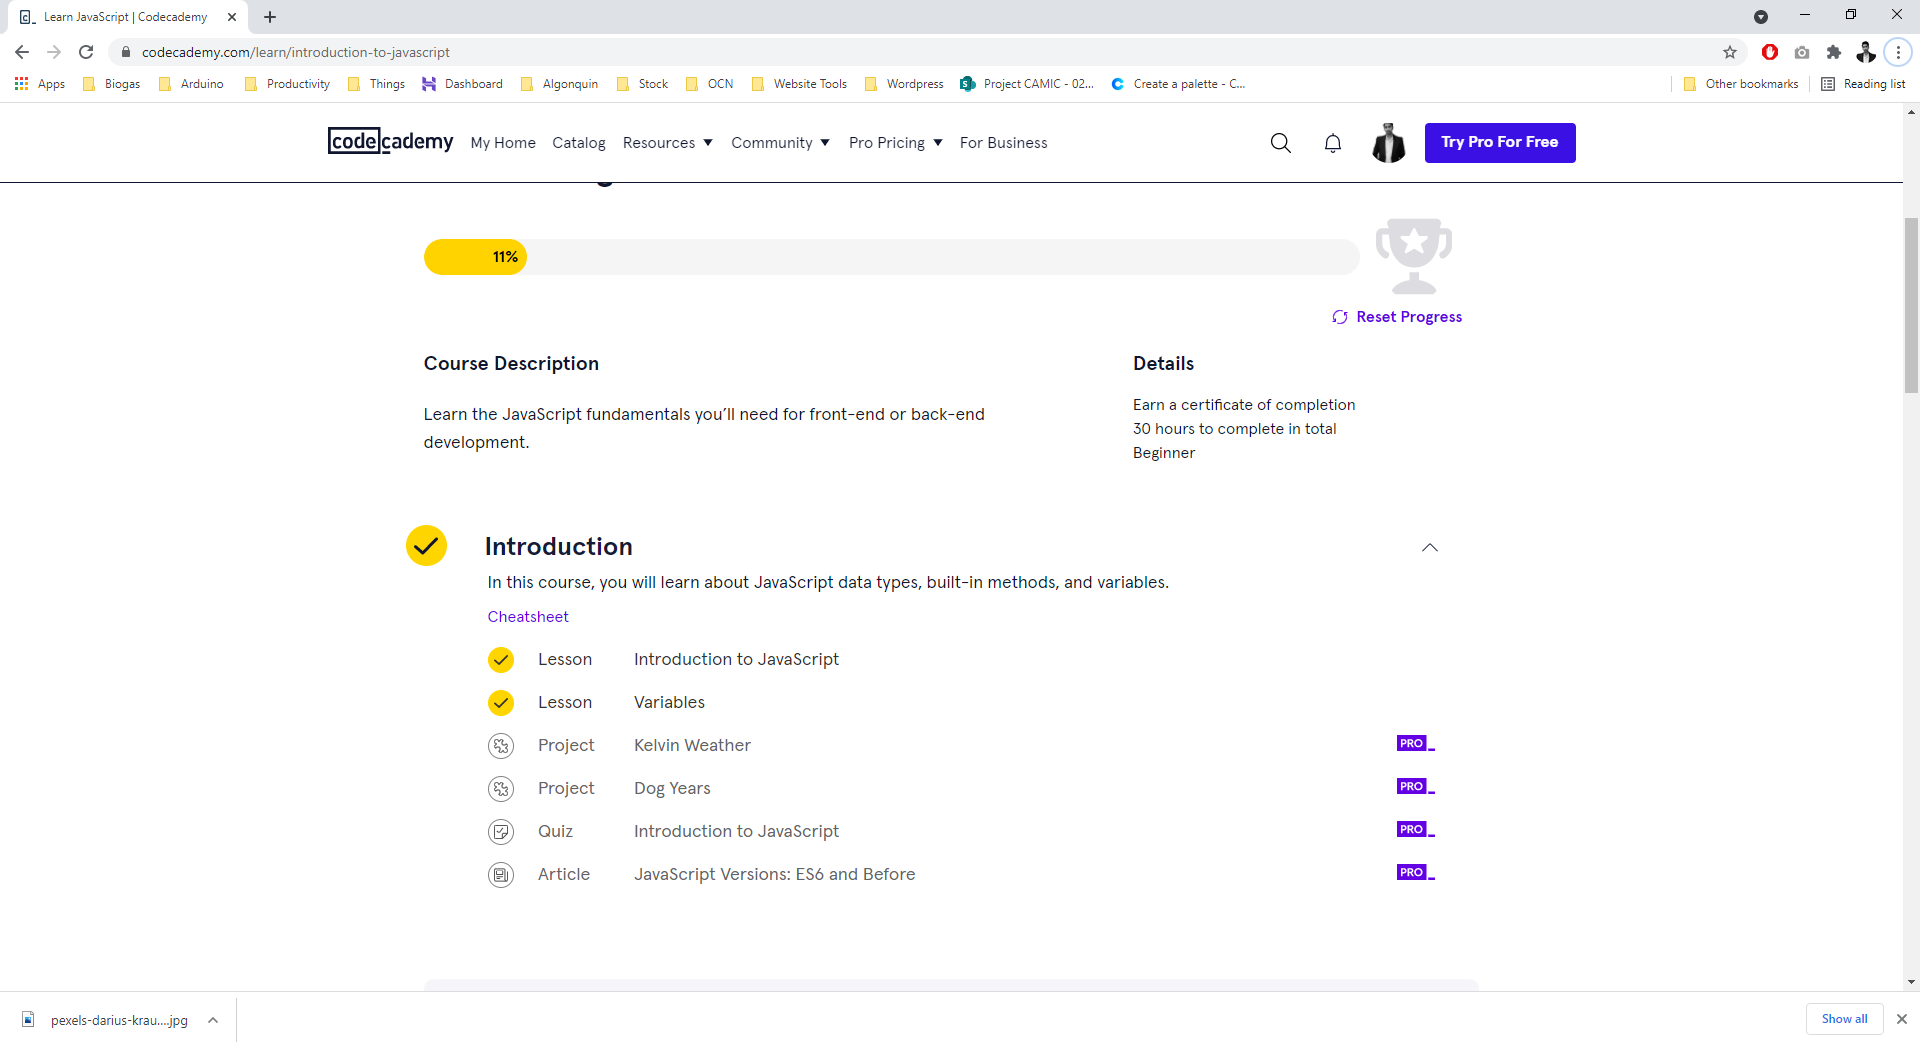 Learn JavaScript | Codecademy
codecademy.com/learn/introduction-to-javascript
Apps Biogas Arduino Productivity Things Dashboard Algonquin Stock OCN Website Tools Wordpress Project CAMIC - 02... Create a palette - C... Other bookmarks Reading list
codecademy My Home Catalog Resources Community Pro Pricing For Business Try Pro For Free
11%
Reset Progress
Course Description
Learn the JavaScript fundamentals you’ll need for front-end or back-end
development.
Details
Earn a certificate of completion
30 hours to complete in total
Beginner
Introduction
In this course, you will learn about JavaScript data types, built-in methods, and variables.
Cheatsheet
Lesson Introduction to JavaScript
Lesson Variables
Project Kelvin Weather PRO_
Project Dog Years PRO_
Quiz Introduction to JavaScript PRO_
Article JavaScript Versions: ES6 and Before PRO_
pexels-darius-krau....jpg Show all